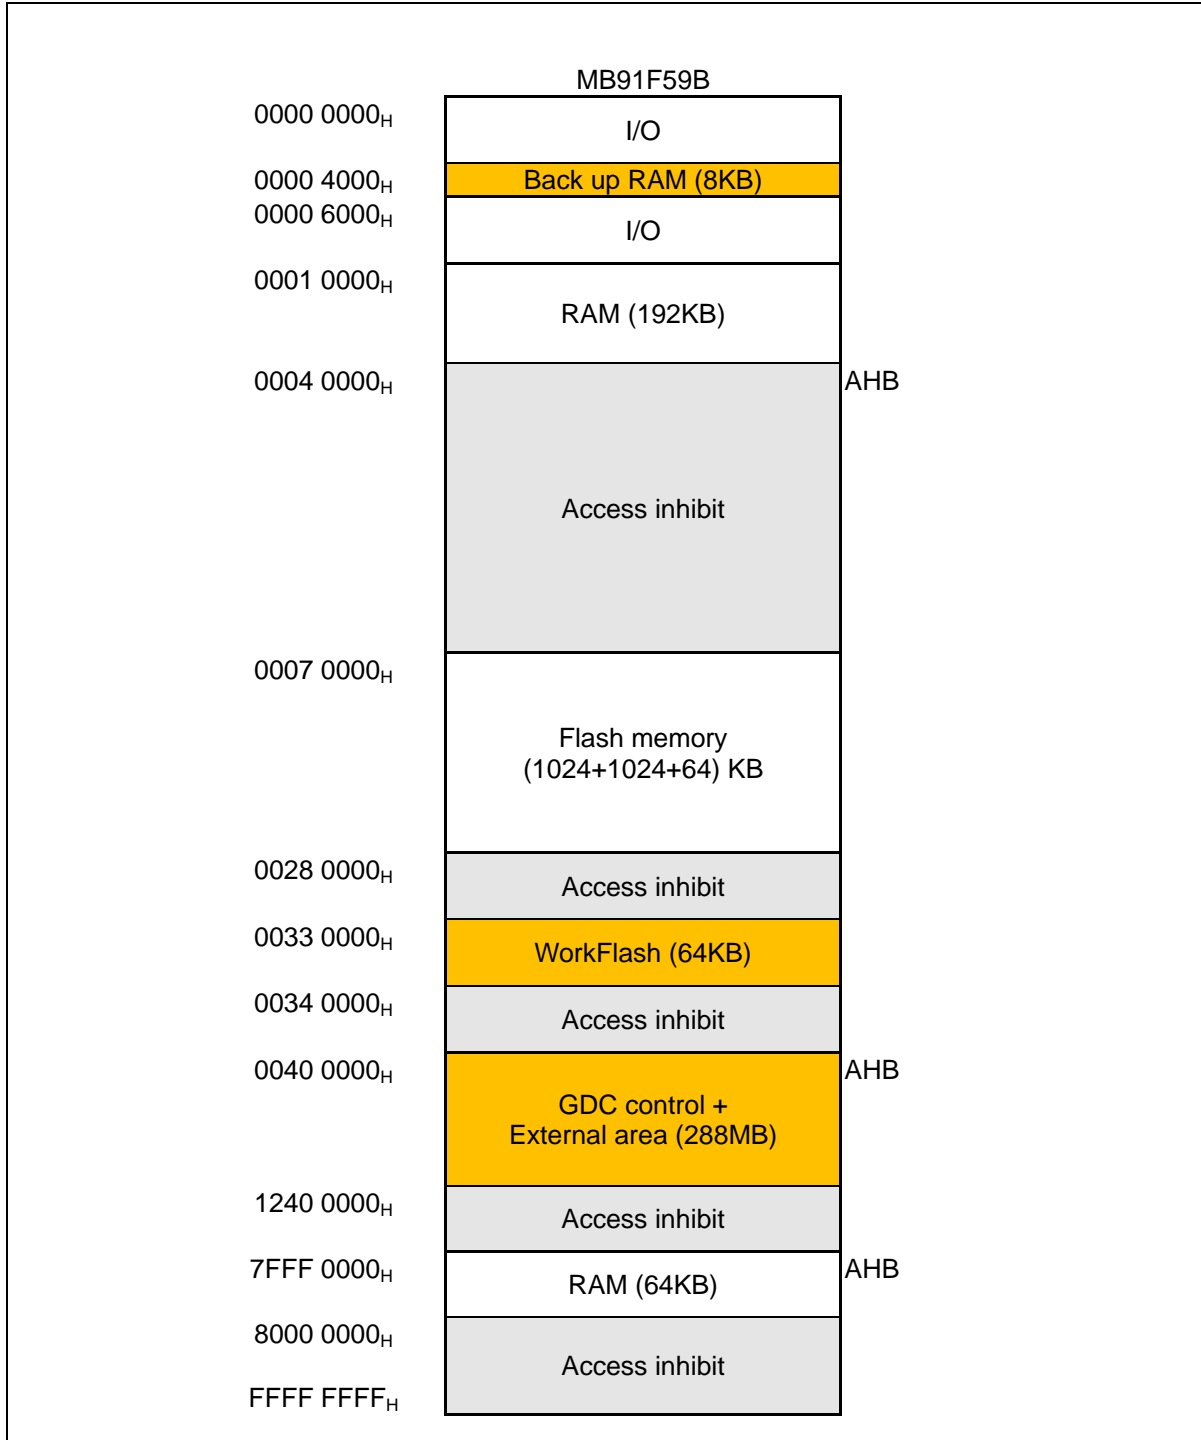 MB91F59B
0000 0000H
I/O
0000 4000H
Back up RAM (8KB)
0000 6000H
I/O
0001 0000H
RAM (192KB)
0004 0000H
AHB
Access inhibit
0007 0000H
Flash memory
(1024+1024+64) KB
0028 0000H
Access inhibit
0033 0000H
WorkFlash (64KB)
0034 0000H
Access inhibit
0040 0000H
AHB
GDC control +
External area (288MB)
1240 0000H
Access inhibit
7FFF 0000H
AHB
RAM (64KB)
8000 0000H
Access inhibit
FFFF FFFFH